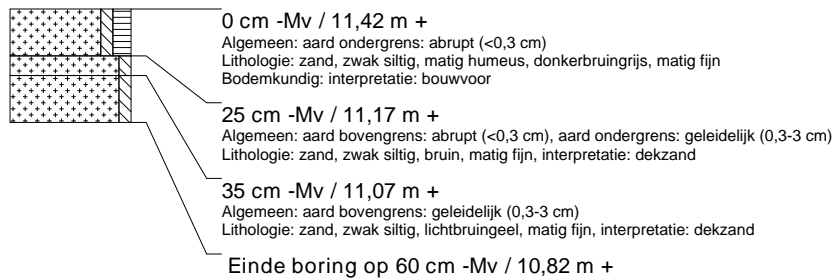 0 cm -Mv / 11,42 m +
Algemeen: aard ondergrens: abrupt (<0,3 cm)
Lithologie: zand, zwak siltig, matig humeus, donkerbruingrijs, matig fijn
Bodemkundig: interpretatie: bouwvoor
25 cm -Mv / 11,17 m +
Algemeen: aard bovengrens: abrupt (<0,3 cm), aard ondergrens: geleidelijk (0,3-3 cm)
Lithologie: zand, zwak siltig, bruin, matig fijn, interpretatie: dekzand
35 cm -Mv / 11,07 m +
Algemeen: aard bovengrens: geleidelijk (0,3-3 cm)
Lithologie: zand, zwak siltig, lichtbruingeel, matig fijn, interpretatie: dekzand
Einde boring op 60 cm -Mv / 10,82 m +